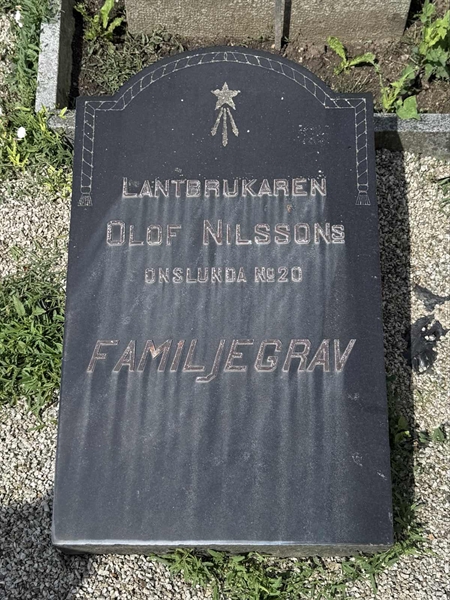 LANTBRUKAREN
OLOF NILSSONS
ONSLUNDA No 20
FAMILJEGRAV